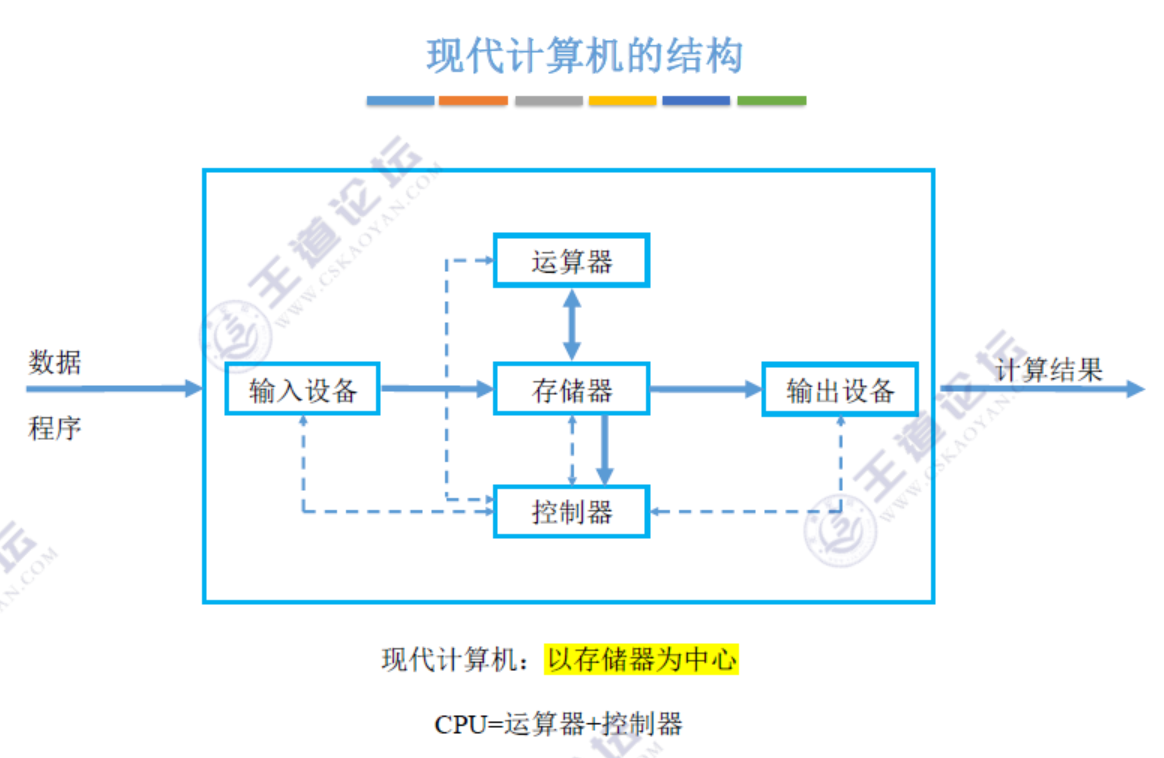 现代计算机的结构
王道论坛
WWW.CSKAOYAN.COM
运算器
数据
输入设备
存储器
输出设备
计算结果
程序
控制器
王道论坛
WWW.CSKAOYAN.COM
现代计算机：以存储器为中心
CPU=运算器+控制器